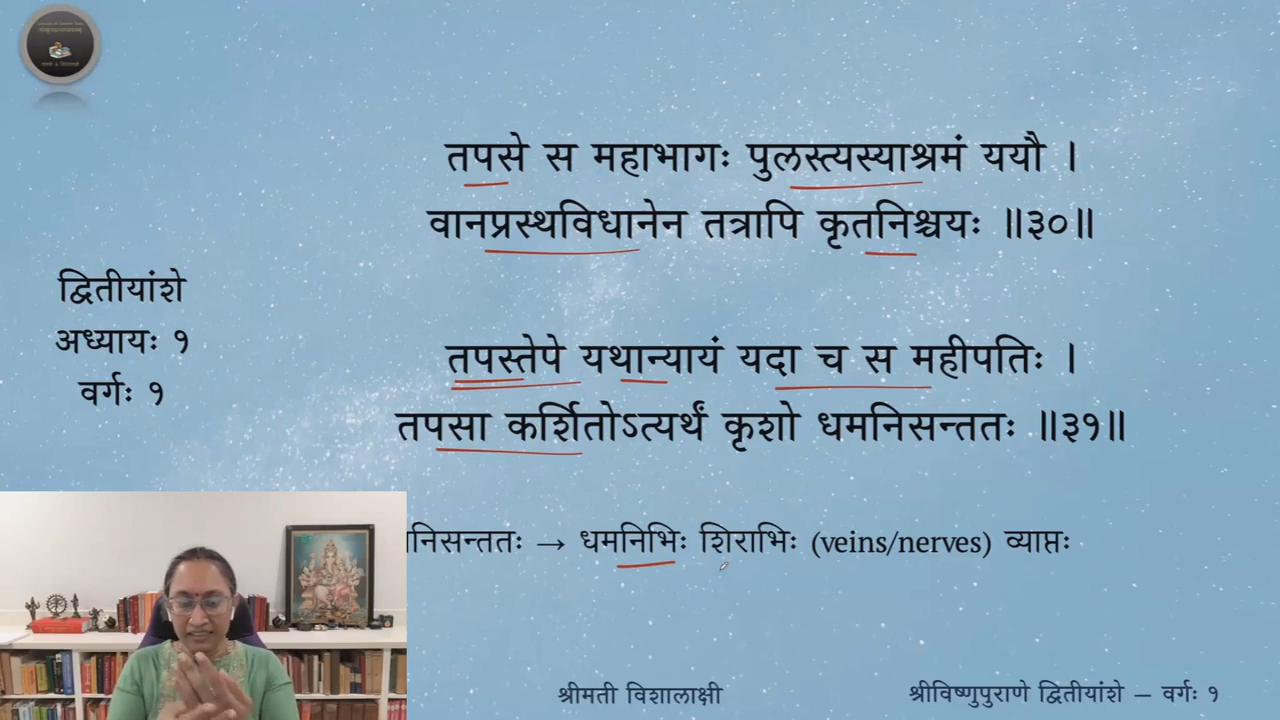 तपसे स महाभागः पुलस्त्यस्याश्रमं ययौ ।
वानप्रस्थविधानेन तत्रापि कृतनिश्चयः ॥३०॥
द्वितीयांशे
अध्यायः १
वर्गः १
तपस्तेपे यथान्यायं यदा च स महीपतिः ।
तपसा कर्शितोऽत्यर्थं कृशो धमनिसन्ततः ॥३१॥
निसन्ततः → धमनिभिः शिराभिः (veins/nerves) व्याप्तः
श्रीमती विशालाक्षी
श्रीविष्णुपुराणे द्वितीयांशे – वर्गः १